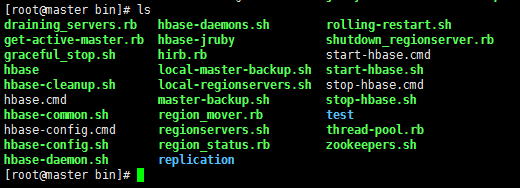 [root@master bin]# ls
draining_servers.rb hbase-daemons.sh rolling-restart.sh
get-active-master.rb hbase-jruby shutdown_regionserver.rb
graceful_stop.sh hirb.rb start-hbase.cmd
hbase local-master-backup.sh start-hbase.sh
hbase-cleanup.sh local-regionservers.sh stop-hbase.cmd
hbase.cmd master-backup.sh stop-hbase.sh
hbase-common.sh region_mover.rb test
hbase-config.cmd regionservers.sh thread-pool.rb
hbase-config.sh region_status.rb zookeepers.sh
hbase-daemon.sh replication
[root@master bin]#